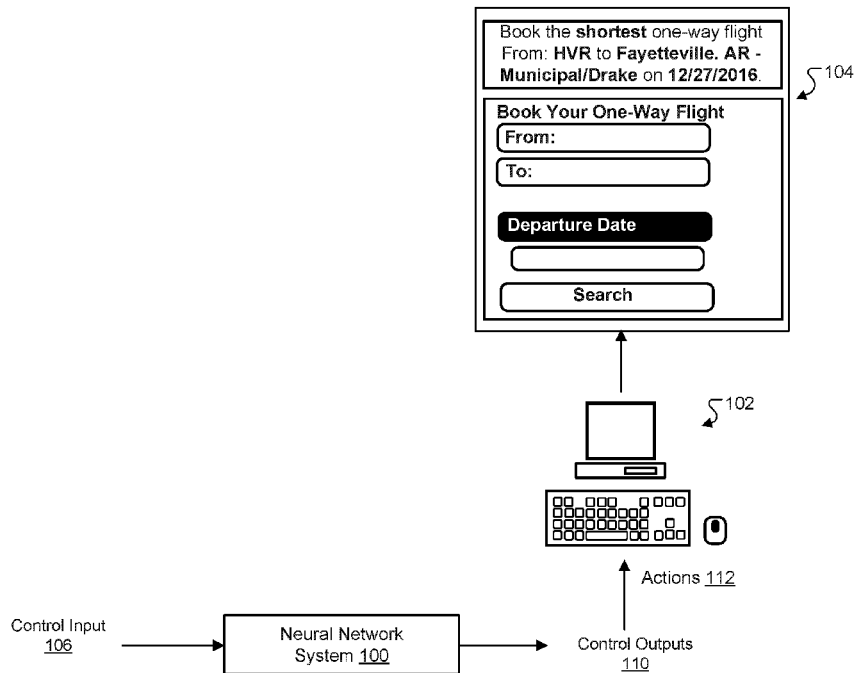 Book the shortest one-way flight
From: HVR to Fayetteville. AR -
Municipal/Drake on 12/27/2016.
104
Book Your One-Way Flight
From:
To:
Departure Date
Search
102
Actions 112
Control Input
106
Neural Network
System 100
Control Outputs
110